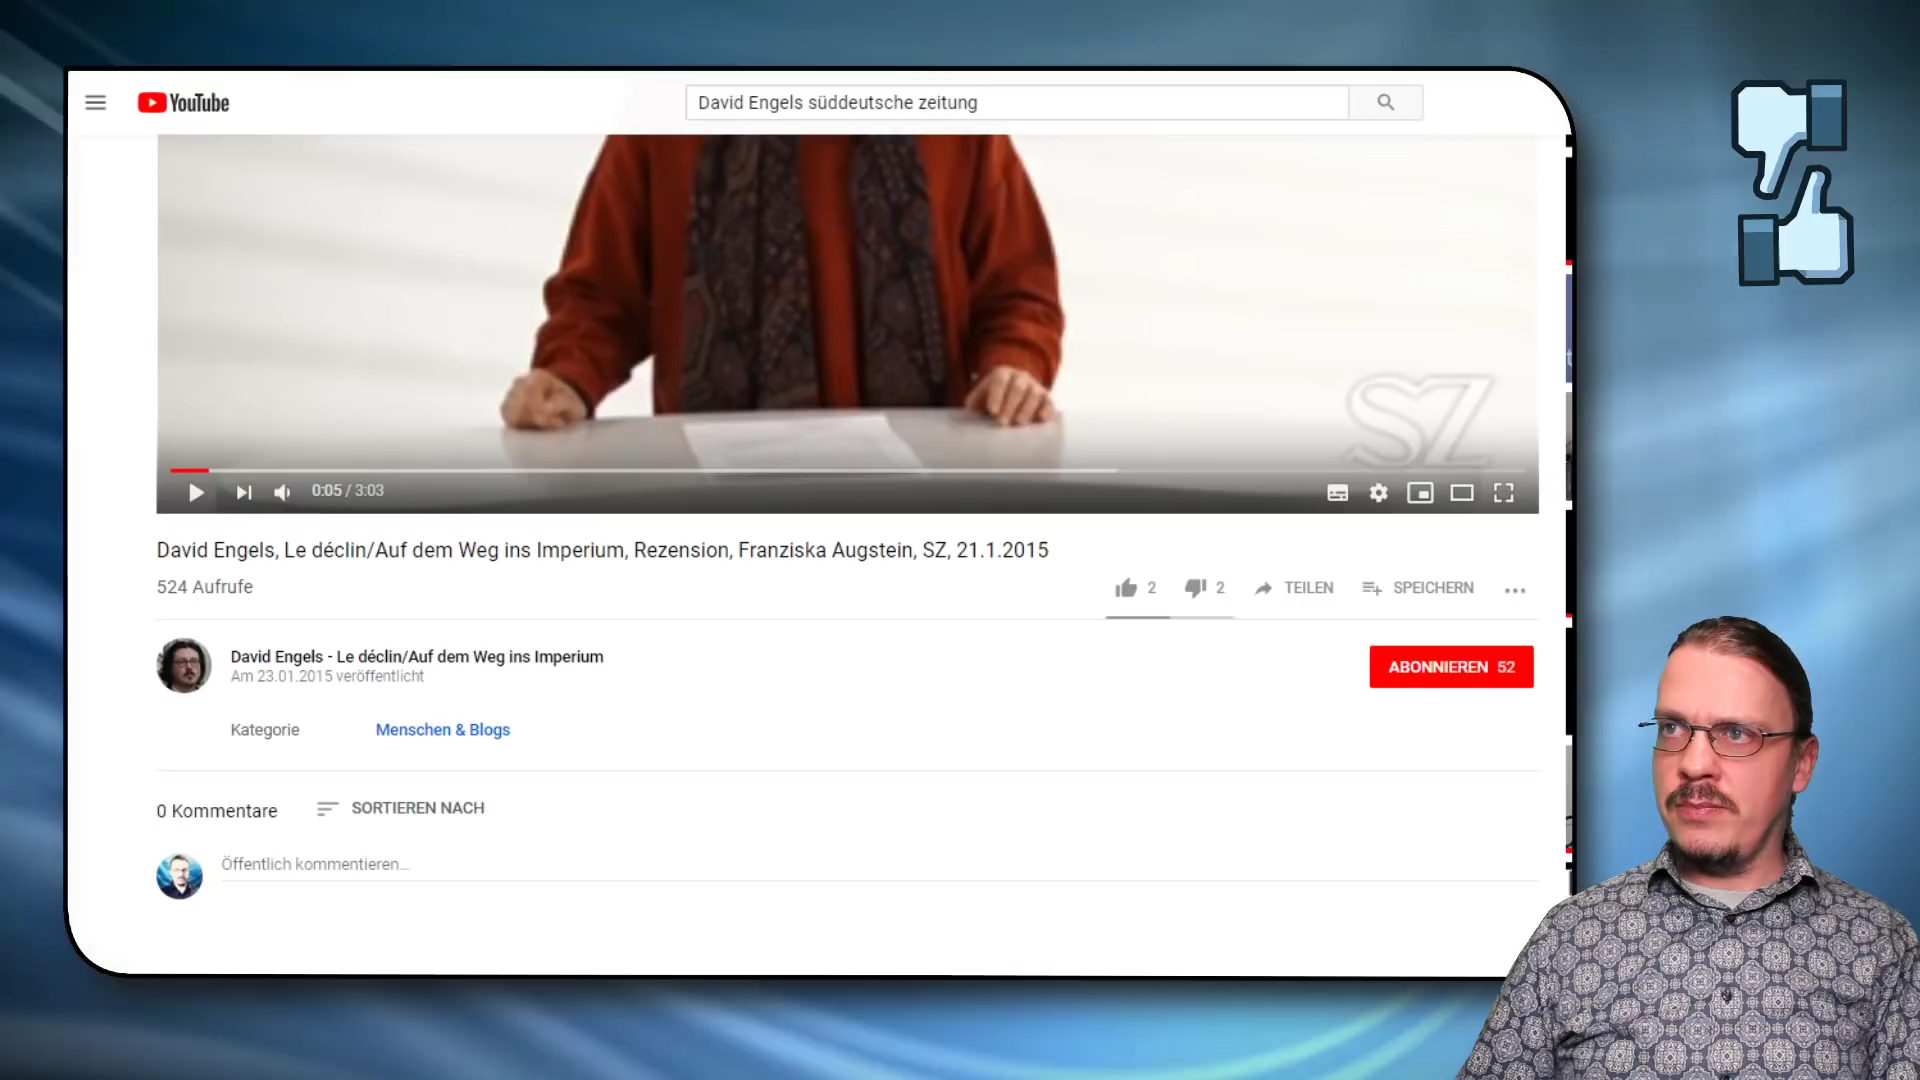 YouTube
David Engels süddeutsche zeitung
SZ
0:05 / 3:03
David Engels, Le déclin/Auf dem Weg ins Imperium, Rezension, Franziska Augstein, SZ, 21.1.2015
524 Aufrufe
2
2
TEILEN
SPEICHERN
David Engels - Le déclin/Auf dem Weg ins Imperium
Am 23.01.2015 veröffentlicht
ABONNIEREN 52
Kategorie
Menschen & Blogs
0 Kommentare
SORTIEREN NACH
Öffentlich kommentieren...